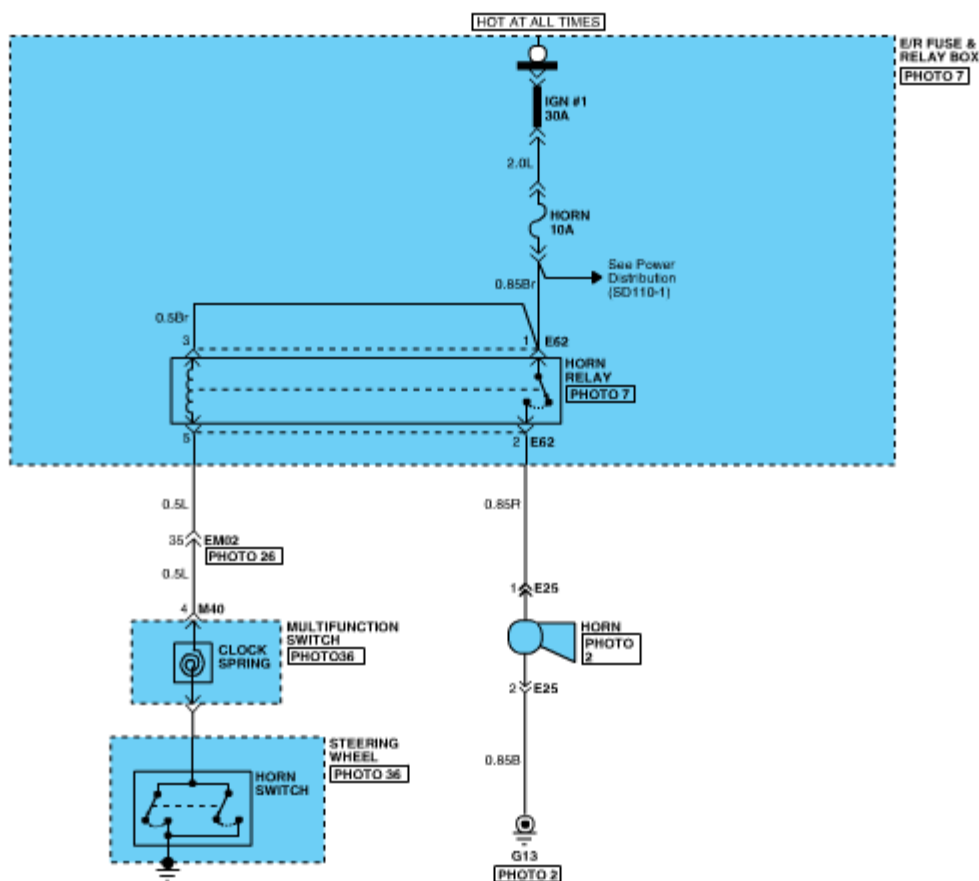 HOT AT ALL TIMES
E/R FUSE &
RELAY BOX
PHOTO 7
IGN #1
30A
2.0L
HORN
10A
See Power
Distribution
(SD110-1)
0.85Br
0.5Br
3
1
E62
HORN
RELAY
PHOTO 7
5
2
E62
0.5L
0.85R
35
EM02
PHOTO 26
0.5L
1
E25
4
M40
MULTIFUNCTION
SWITCH
PHOTO36
CLOCK
SPRING
HORN
PHOTO
2
2
E25
STEERING
WHEEL
PHOTO 36
HORN
SWITCH
0.85B
G13
PHOTO 2